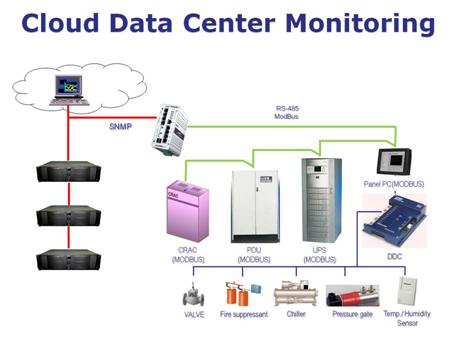 Cloud Data Center Monitoring
RS-485
ModBus
SNMP
Panel PC(MODBUS)
CRAC
CRAC
(MODBUS)
PDU
(MODBUS)
UPS
(MODBUS)
DDC
VALVE
Fire suppressant
Chiller
Pressure gate
Temp./ Humidity
Sensor